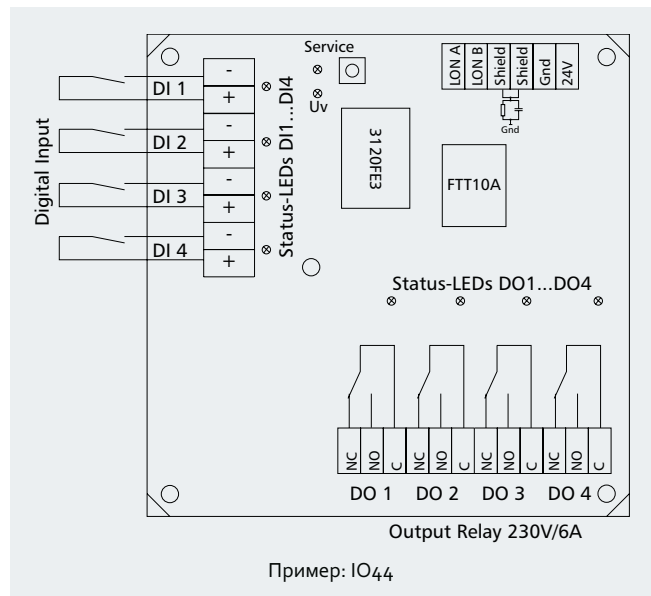 Service
Uv
LON A
LON B
Shield
Shield
Gnd
24V
Gnd
Digital Input
DI 1
-
+
DI 2
-
+
DI 3
-
+
DI 4
-
+
Status-LEDs DI1...DI4
3120FE3
FTT10A
Status-LEDs DO1...DO4
NC NO C NC NO C NC NO C NC NO C
DO 1 DO 2 DO 3 DO 4
Output Relay 230V/6A
Пример: IO44